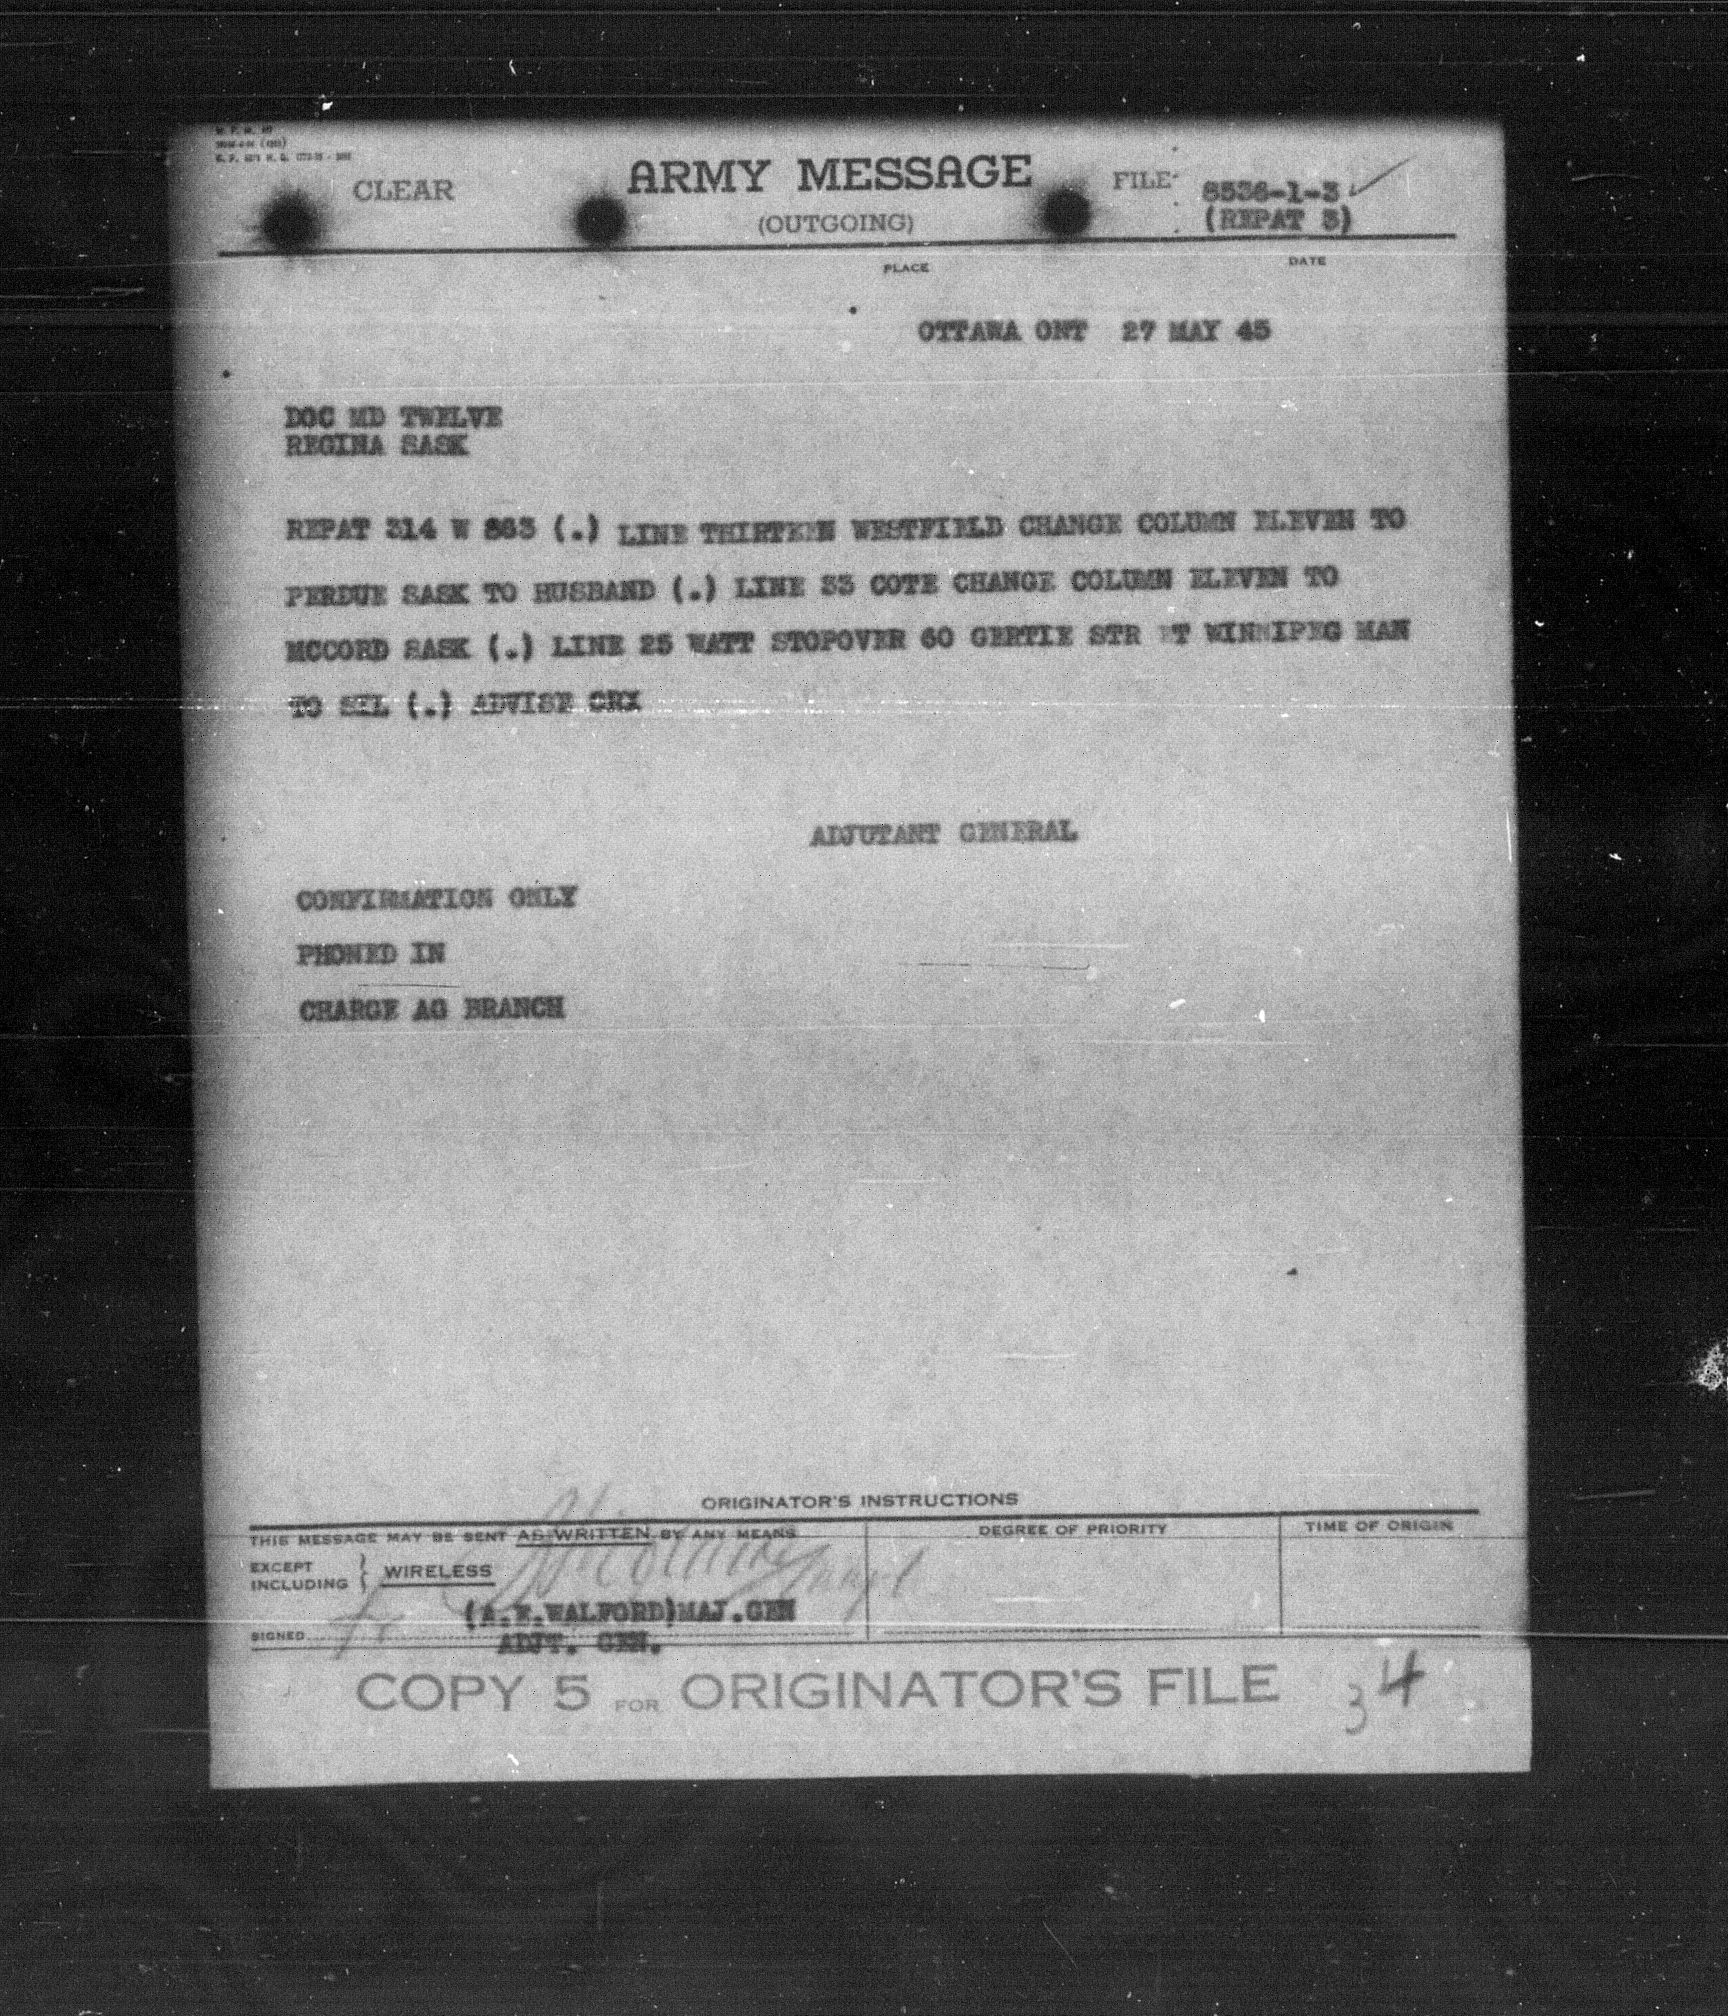 CLEAR
ARMY MESSAGE
(OUTGOING)
FILE
8536-1-3
(REPAT 3)
PLACE
DATE
OTTAWA ONT 27 MAY 45
DOC MD TWELVE
REGINA SASK
REPAT 314 W 863 (.) LINE THIRTEEN WESTFIELD CHANGE COLUMN ELEVEN TO
PERDUE SASK TO HUSBAND (.) LINE 33 COTE CHANGE COLUMN ELEVEN TO
MCCORD SASK (.) LINE 25 WATT STOPOVER 60 GERTIE STR ET WINNIPEG MAN
TO SIL (.) ADVISE CRX
ADJUTANT GENERAL
CONFIRMATION ONLY
PHONED IN
CHARGE AG BRANCH
ORIGINATOR'S INSTRUCTIONS
THIS MESSAGE MAY BE SENT AS WRITTEN BY ANY MEANS
DEGREE OF PRIORITY
TIME OF ORIGIN
EXCEPT
INCLUDING } WIRELESS
(A.E.WALFORD)MAJ.GEN
SIGNED
ADJT. GEN.
COPY 5 FOR ORIGINATOR'S FILE
34